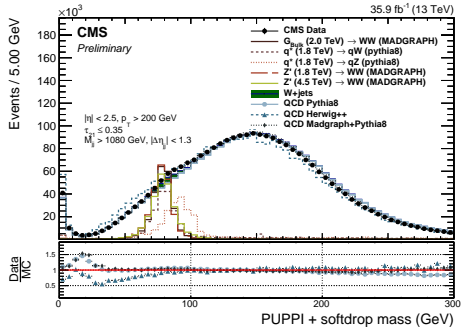 ×10³
35.9 fb⁻¹ (13 TeV)
CMS
Preliminary
CMS Data
G_Bulk (2.0 TeV) → WW (MADGRAPH)
q* (1.8 TeV) → qW (pythia8)
q* (1.8 TeV) → qZ (pythia8)
Z' (1.8 TeV) → WW (MADGRAPH)
Z' (4.5 TeV) → WW (MADGRAPH)
W+jets
QCD Pythia8
QCD Herwig++
QCD Madgraph+Pythia8
|η| < 2.5, p_T > 200 GeV
τ₂₁ ≤ 0.35
M_jj > 1080 GeV, |Δη_jj| < 1.3
Events / 5.00 GeV
180
160
140
120
100
80
60
40
20
Data
MC
1.5
1
0.5
0 100 200 300
PUPPI + softdrop mass (GeV)